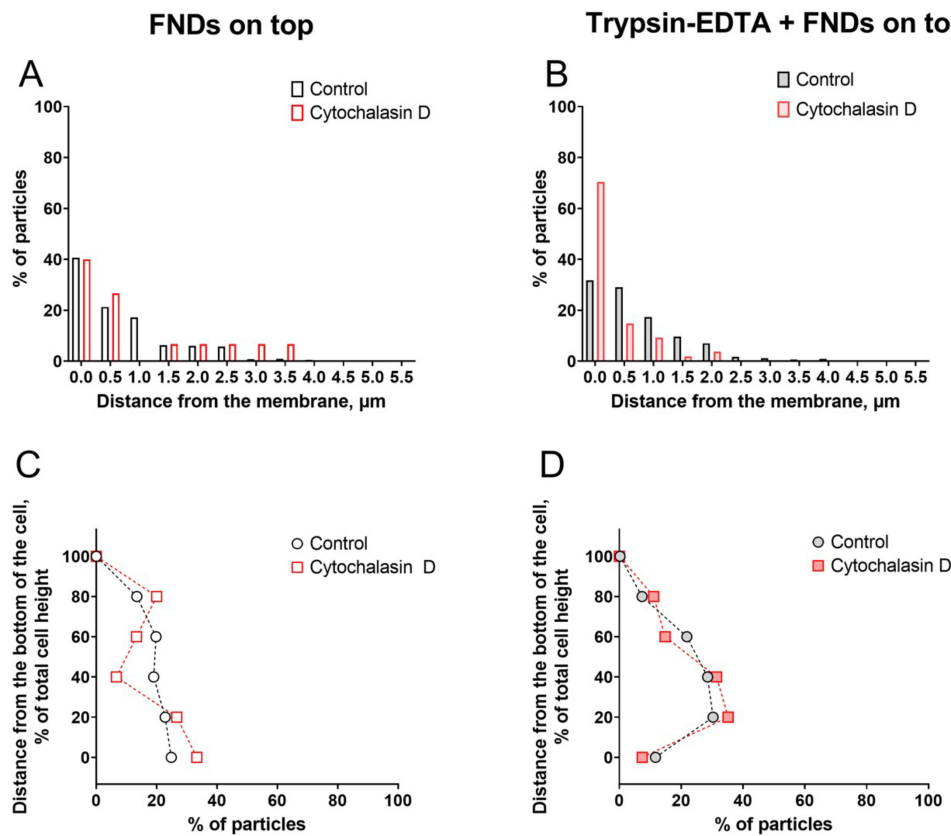 FNDs on top
Trypsin-EDTA + FNDs on to
A
Control
Cytochalasin D
100
80
60
40
20
0
% of particles
0.0 0.5 1.0 1.5 2.0 2.5 3.0 3.5 4.0 4.5 5.0 5.5
Distance from the membrane, µm
B
Control
Cytochalasin D
100
80
60
40
20
0
% of particles
0.0 0.5 1.0 1.5 2.0 2.5 3.0 3.5 4.0 4.5 5.0 5.5
Distance from the membrane, µm
C
Control
Cytochalasin D
Distance from the bottom of the cell,
% of total cell height
100
80
60
40
20
0
0 20 40 60 80 100
% of particles
D
Control
Cytochalasin D
Distance from the bottom of the cell,
% of total cell height
100
80
60
40
20
0
0 20 40 60 80 100
% of particles